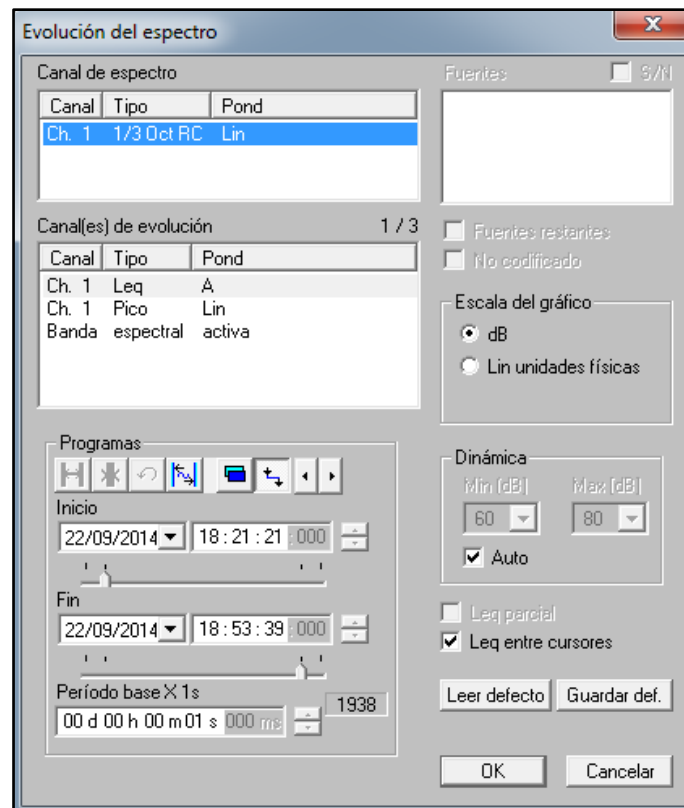 Evolución del espectro
Canal de espectro
Canal Tipo Pond
Ch. 1 1/3 Oct RC Lin
Fuentes
S/N
Canal(es) de evolución 1 / 3
Canal Tipo Pond
Ch. 1 Leq A
Ch. 1 Pico Lin
Banda espectral activa
Fuentes restantes
No codificado
Escala del gráfico
dB
Lin unidades físicas
Programas
Inicio
22/09/2014 18 : 21 : 21 :000
Fin
22/09/2014 18 : 53 : 39 :000
Período base X 1s
1938
00 d 00 h 00 m 01 s 000 ms
Dinámica
Min (dB) Max (dB)
60 80
Auto
Leq parcial
Leq entre cursores
Leer defecto Guardar def.
OK Cancelar